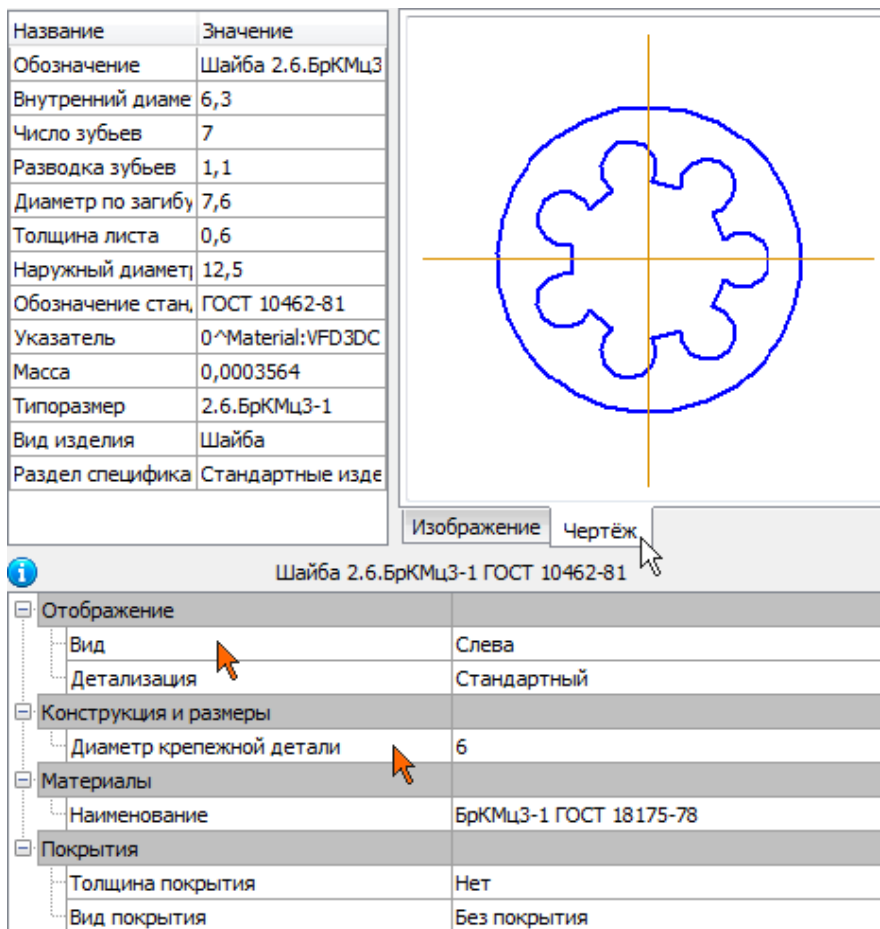 Название Значение
Обозначение Шайба 2.6.БрКМц3
Внутренний диаме 6,3
Число зубьев 7
Разводка зубьев 1,1
Диаметр по загибу 7,6
Толщина листа 0,6
Наружный диамет 12,5
Обозначение стан, ГОСТ 10462-81
Указатель 0^Material:VFD3DC
Масса 0,0003564
Типоразмер 2.6.БрКМц3-1
Вид изделия Шайба
Раздел специфика Стандартные изде
Изображение Чертёж
Шайба 2.6.БрКМц3-1 ГОСТ 10462-81
Отображение
Вид Слева
Детализация Стандартный
Конструкция и размеры
Диаметр крепежной детали 6
Материалы
Наименование БрКМц3-1 ГОСТ 18175-78
Покрытия
Толщина покрытия Нет
Вид покрытия Без покрытия